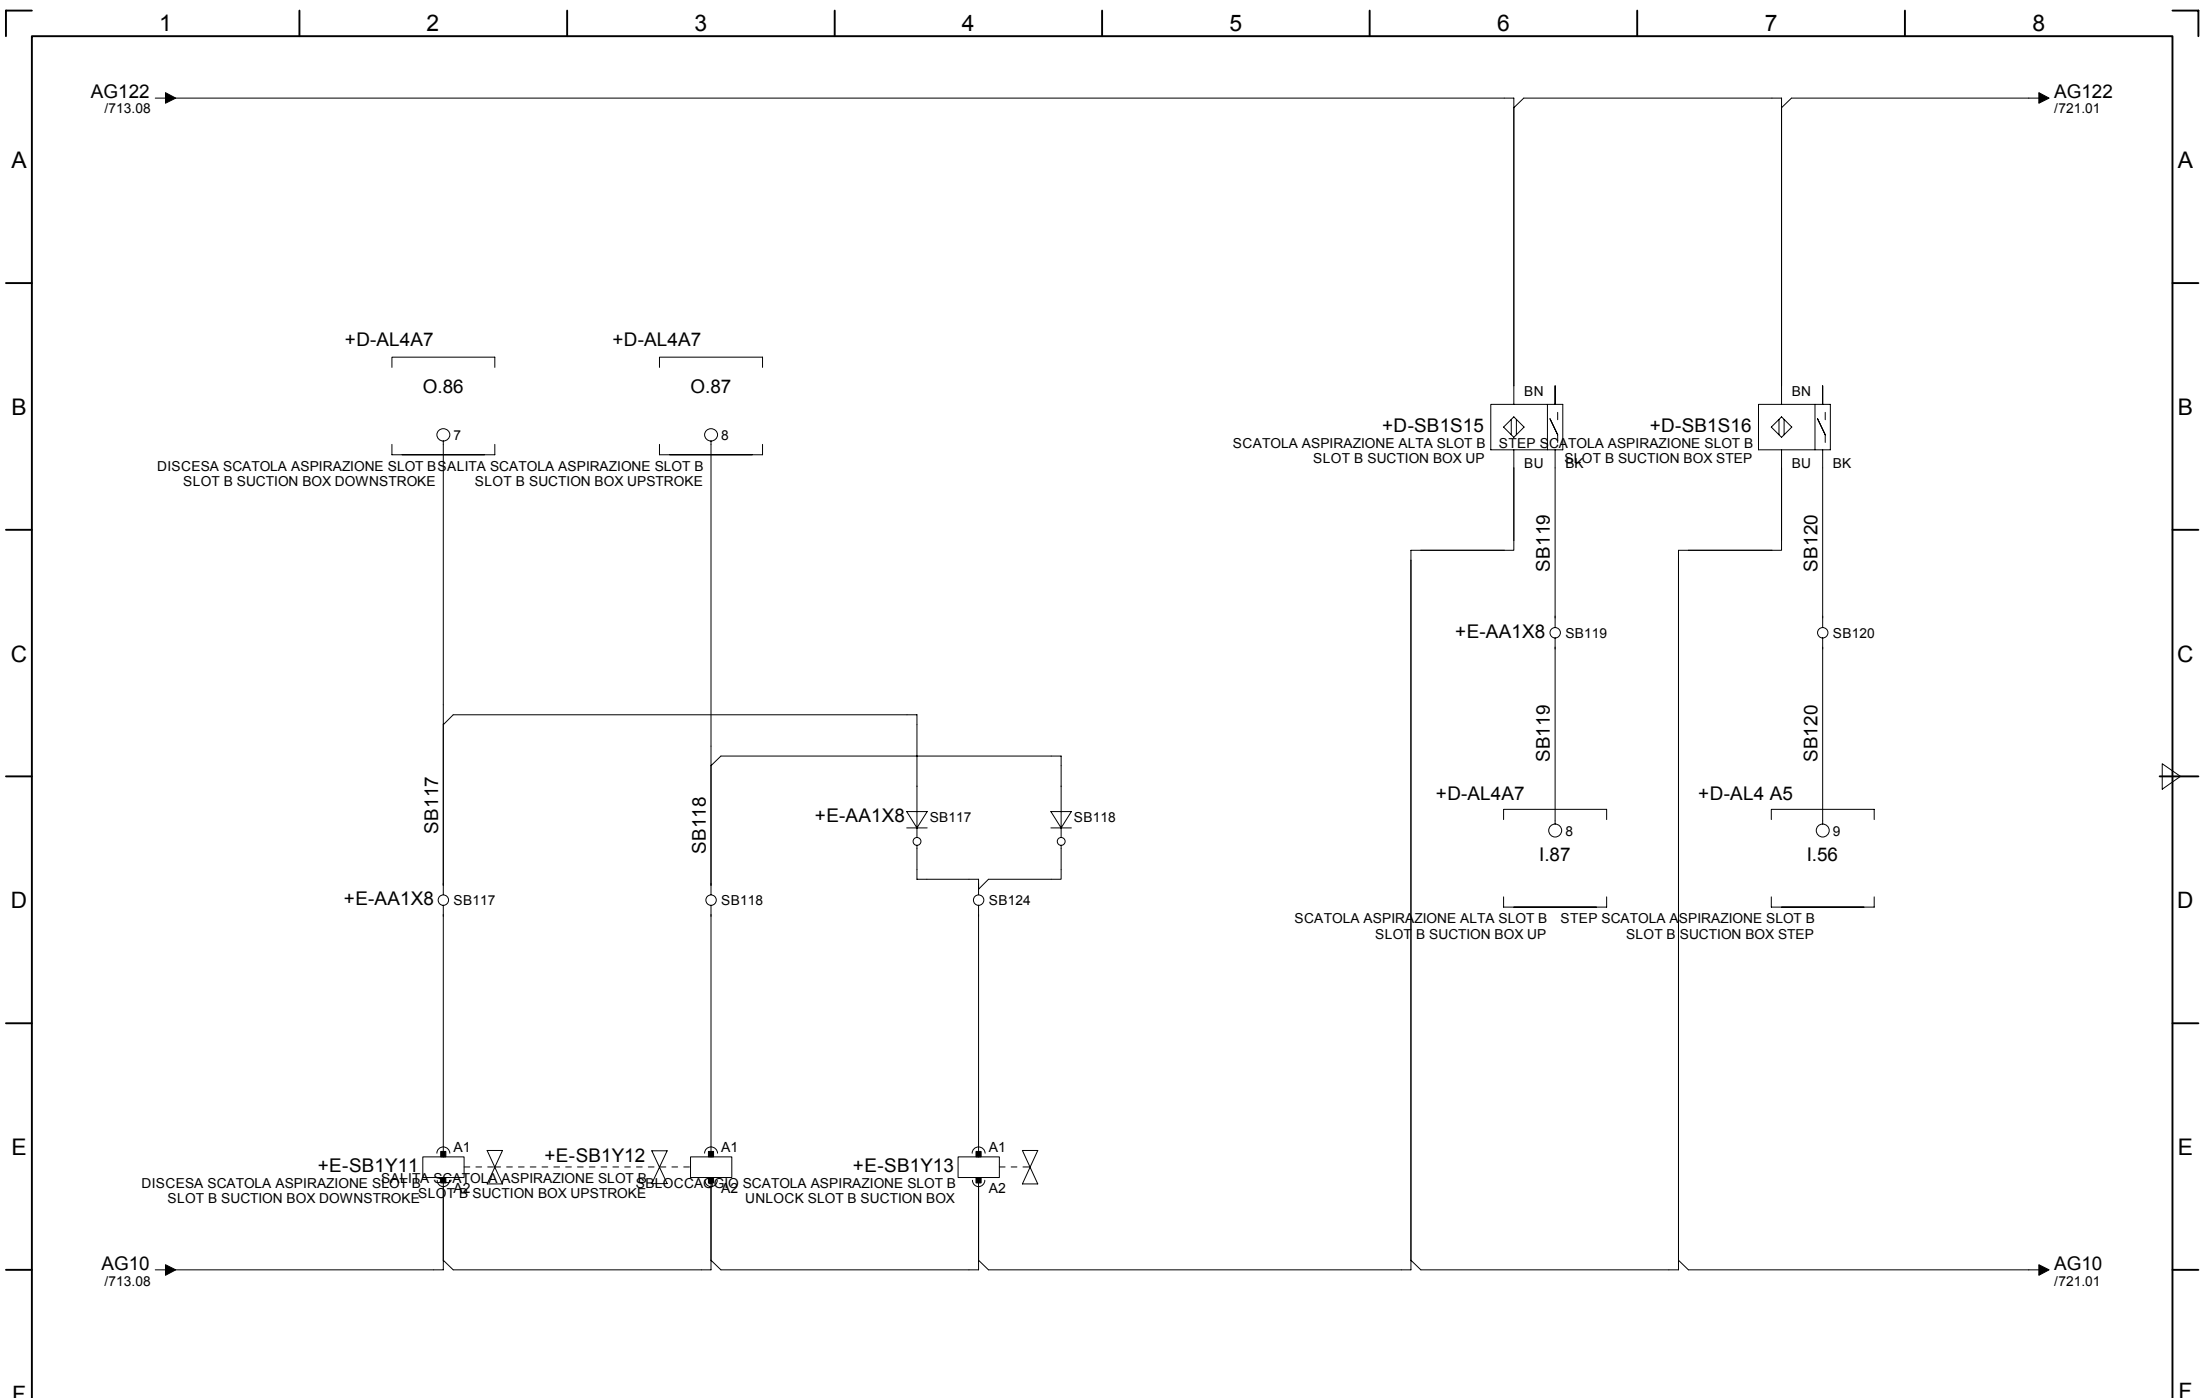 1 2 3 4 5 6 7 8
AG122
/713.08
AG122
/721.01
A A
+D-AL4A7
O.86
7
DISCESA SCATOLA ASPIRAZIONE SLOT B
SLOT B SUCTION BOX DOWNSTROKE
+D-AL4A7
O.87
8
SALITA SCATOLA ASPIRAZIONE SLOT B
SLOT B SUCTION BOX UPSTROKE
B B
BN
+D-SB1S15
SCATOLA ASPIRAZIONE ALTA SLOT B
SLOT B SUCTION BOX UP
BU BK
BN
+D-SB1S16
STEP SCATOLA ASPIRAZIONE SLOT B
SLOT B SUCTION BOX STEP
BU BK
SB119
SB120
+E-AA1X8 SB119
SB120
C C
SB119
SB120
SB117
SB118
+E-AA1X8 SB117
SB118
+D-AL4A7
8
I.87
SCATOLA ASPIRAZIONE ALTA SLOT B
SLOT B SUCTION BOX UP
+D-AL4 A5
9
I.56
STEP SCATOLA ASPIRAZIONE SLOT B
SLOT B SUCTION BOX STEP
D D
+E-AA1X8 SB117
SB118
SB124
E E
A1
+E-SB1Y11
DISCESA SCATOLA ASPIRAZIONE SLOT B
SLOT B SUCTION BOX DOWNSTROKE
A2
A1
+E-SB1Y12
SALITA SCATOLA ASPIRAZIONE SLOT B
SLOT B SUCTION BOX UPSTROKE
A2
A1
+E-SB1Y13
SBLOCCAGGIO SCATOLA ASPIRAZIONE SLOT B
UNLOCK SLOT B SUCTION BOX
A2
AG10
/713.08
AG10
/721.01
F F